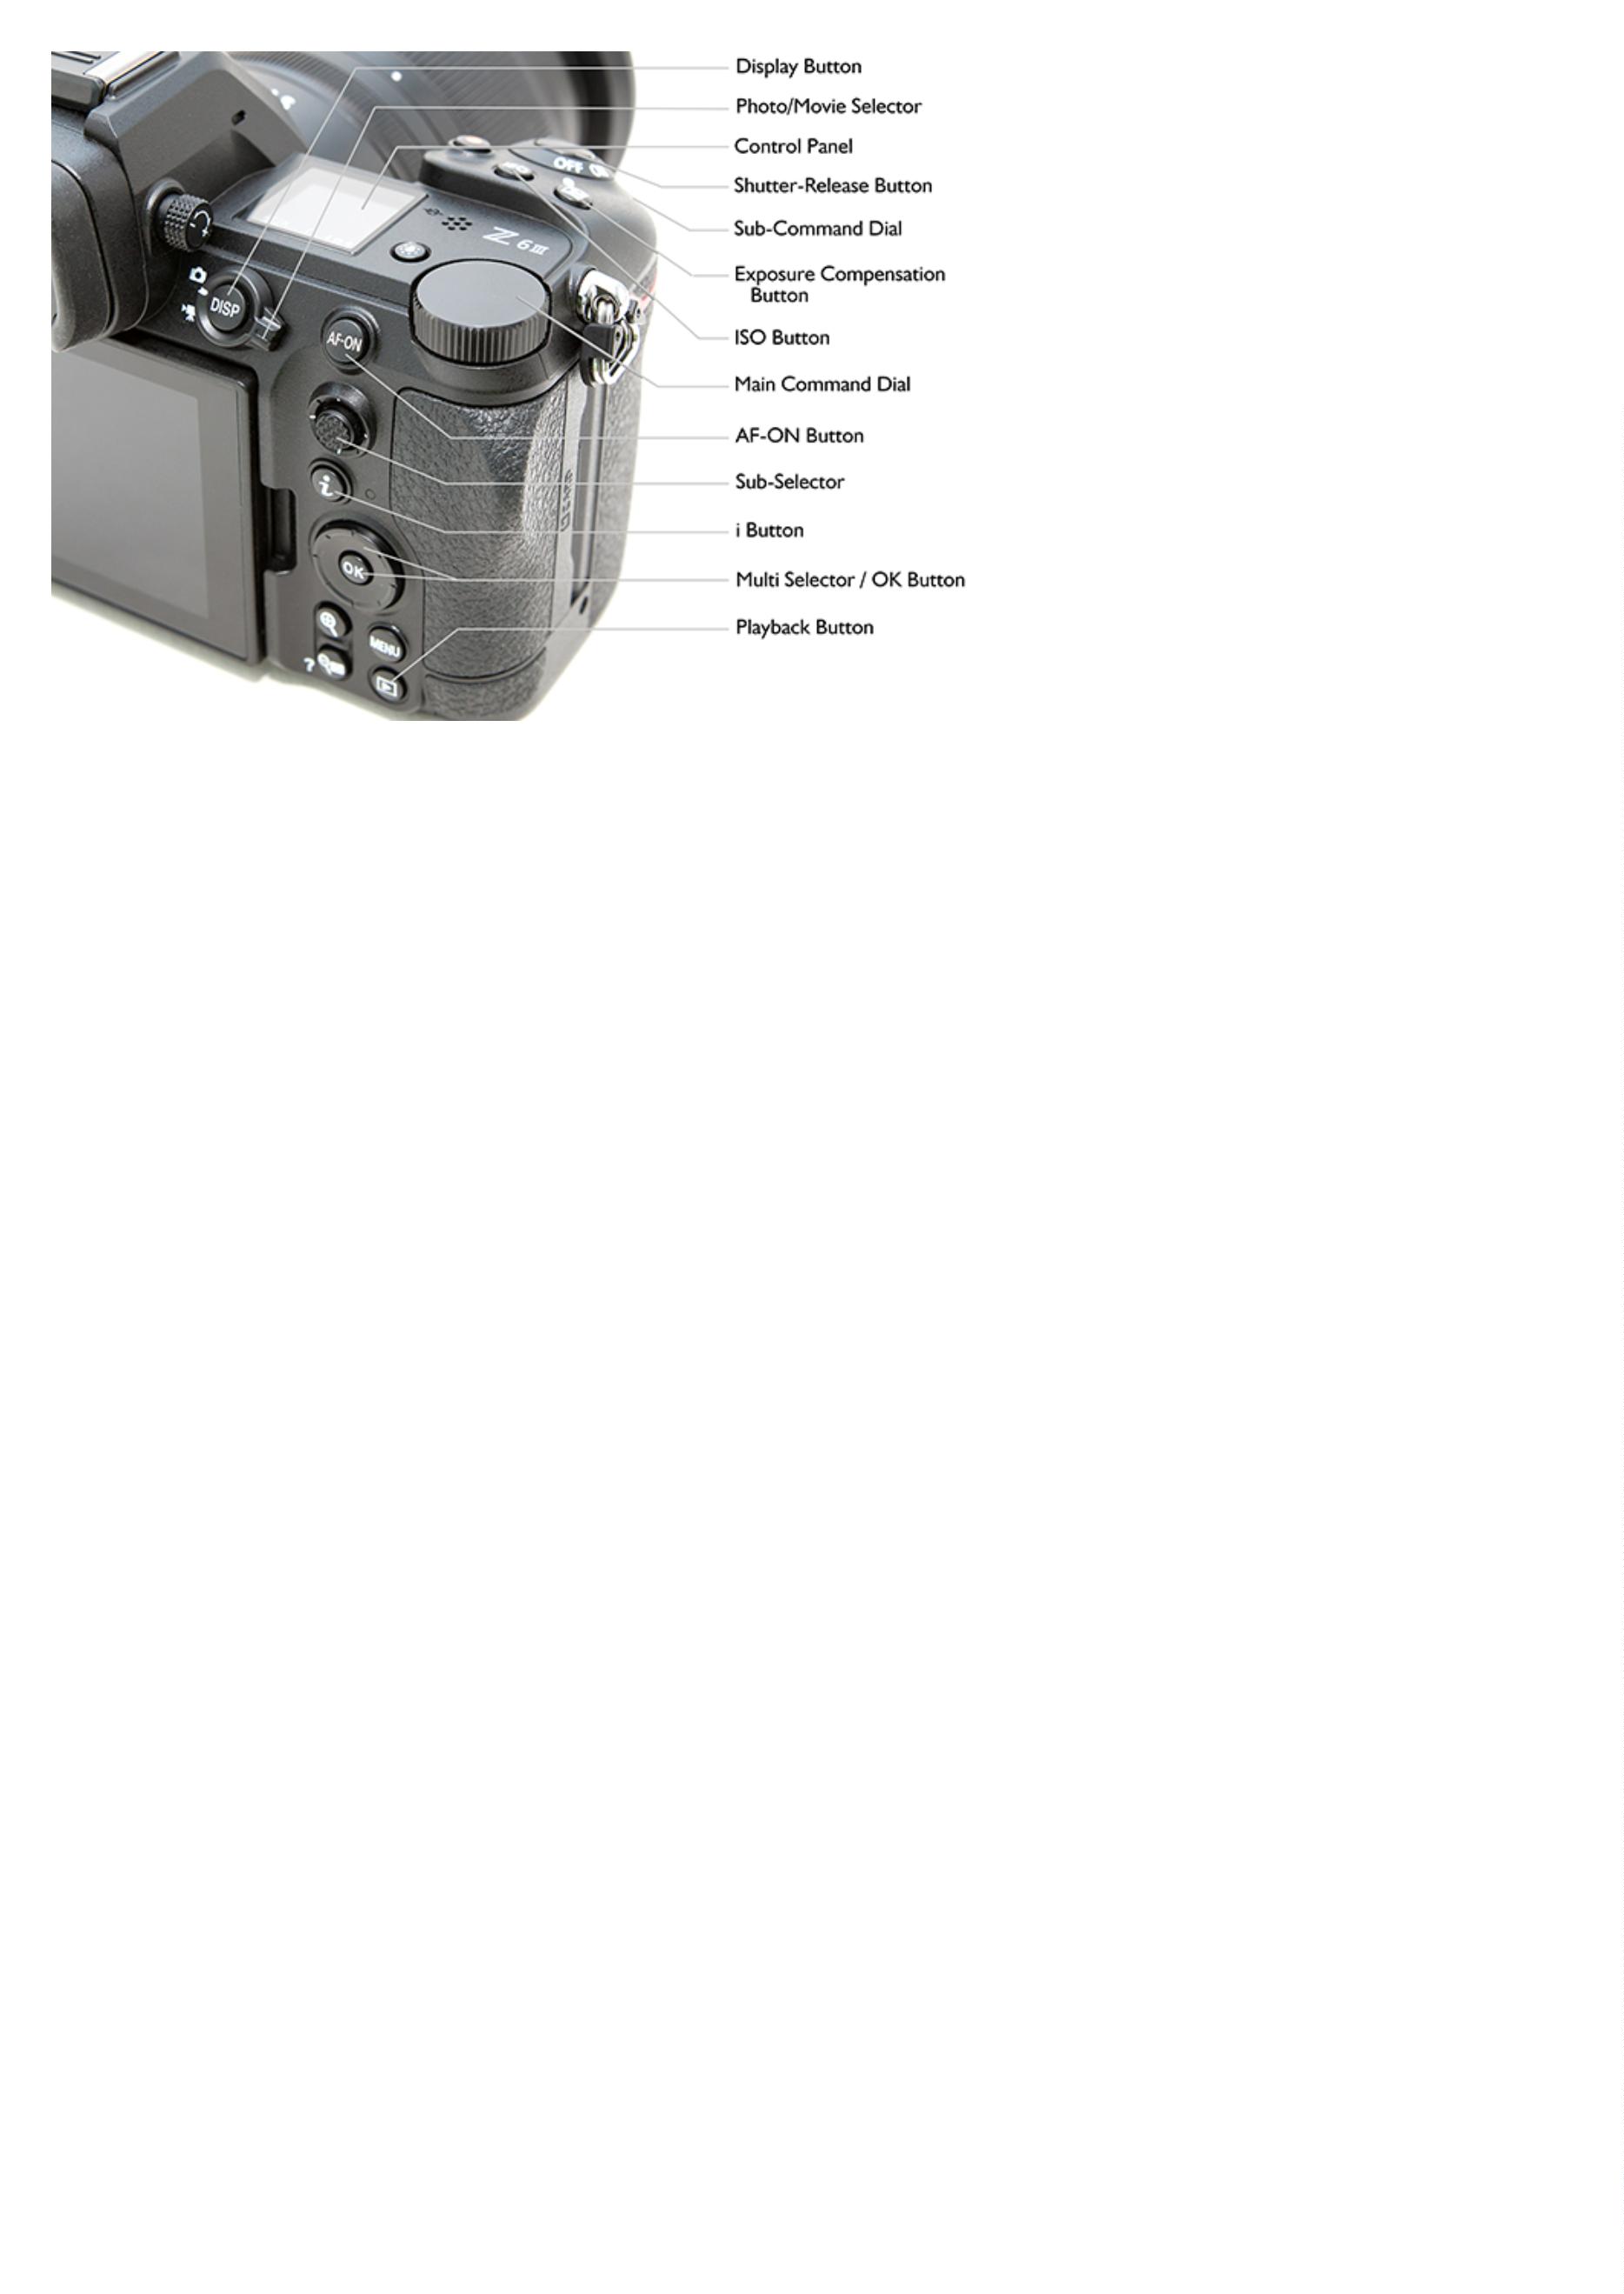 Display Button
Photo/Movie Selector
Control Panel
Shutter-Release Button
Sub-Command Dial
Exposure Compensation
Button
ISO Button
Main Command Dial
AF-ON Button
Sub-Selector
i Button
Multi Selector / OK Button
Playback Button
OFF
Z 6III
DISP
AF-ON
i
OK
MENU
?